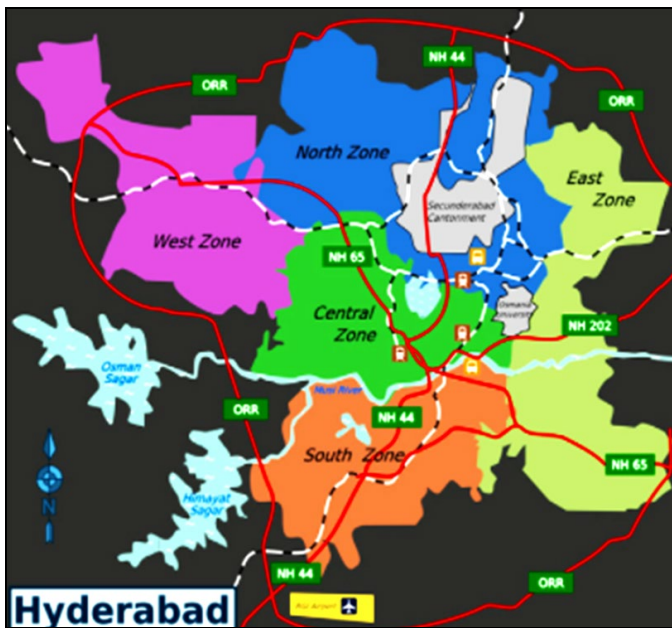 NH 44
ORR
ORR
North Zone
East
Zone
Secunderabad
Cantonment
West Zone
NH 65
Central
Zone
Osmania
NH 202
Osman
Sagar
Musi River
ORR
NH 44
South Zone
NH 65
Himayat
Sagar
N
NH 44
ORR
Hyderabad
Airport